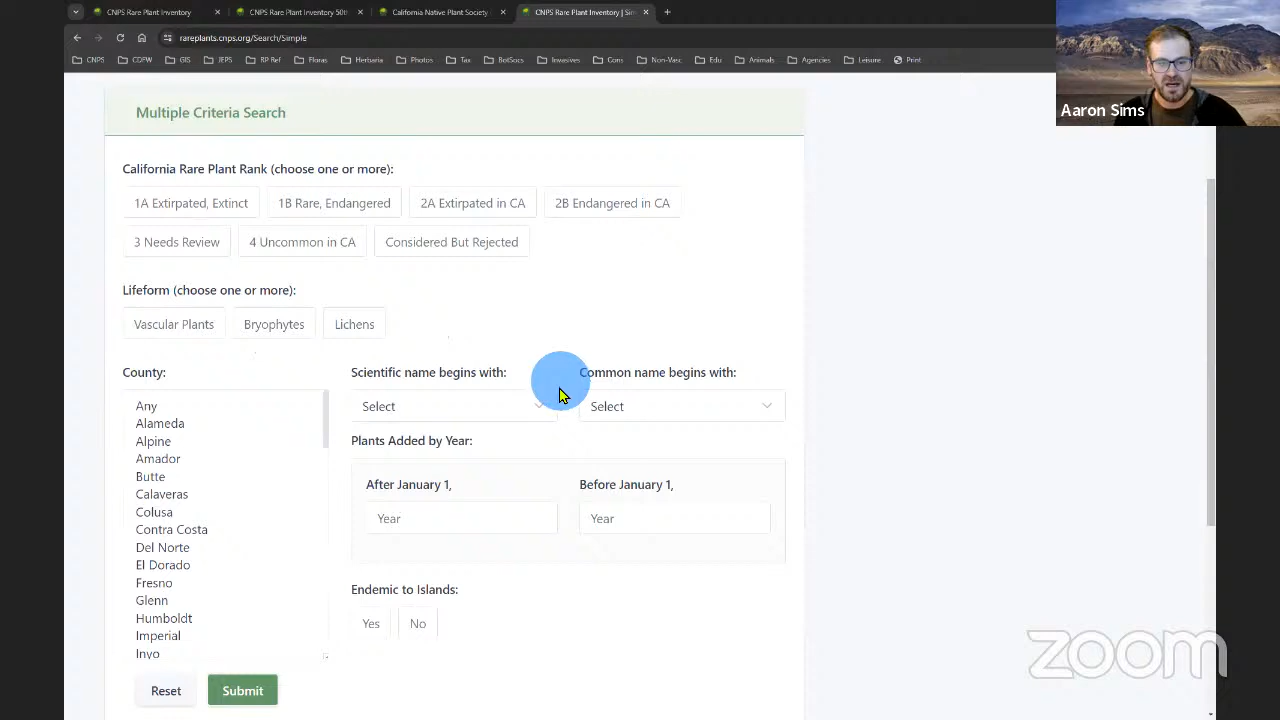 CNPS Rare Plant Inventory
CNPS Rare Plant Inventory 50th
California Native Plant Society
CNPS Rare Plant Inventory | Sim
rareplants.cnps.org/Search/Simple
CNPS CDFW GIS JEPS RP Ref Floras Herbaria Photos Tax BotSocs Invasives Cons Non-Vasc Edu Animals Agencies Leisure Print
Aaron Sims
Multiple Criteria Search
California Rare Plant Rank (choose one or more):
1A Extirpated, Extinct 1B Rare, Endangered 2A Extirpated in CA 2B Endangered in CA
3 Needs Review 4 Uncommon in CA Considered But Rejected
Lifeform (choose one or more):
Vascular Plants Bryophytes Lichens
County:
Any
Alameda
Alpine
Amador
Butte
Calaveras
Colusa
Contra Costa
Del Norte
El Dorado
Fresno
Glenn
Humboldt
Imperial
Inyo
Scientific name begins with:
Select
Common name begins with:
Select
Plants Added by Year:
After January 1,
Year
Before January 1,
Year
Endemic to Islands:
Yes No
Reset Submit
zoom